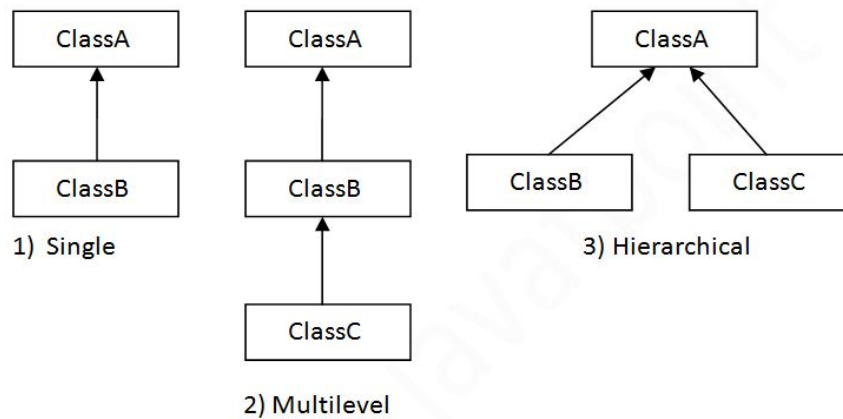 ClassA
ClassB
1) Single
ClassA
ClassB
ClassC
2) Multilevel
ClassA
ClassB
ClassC
3) Hierarchical